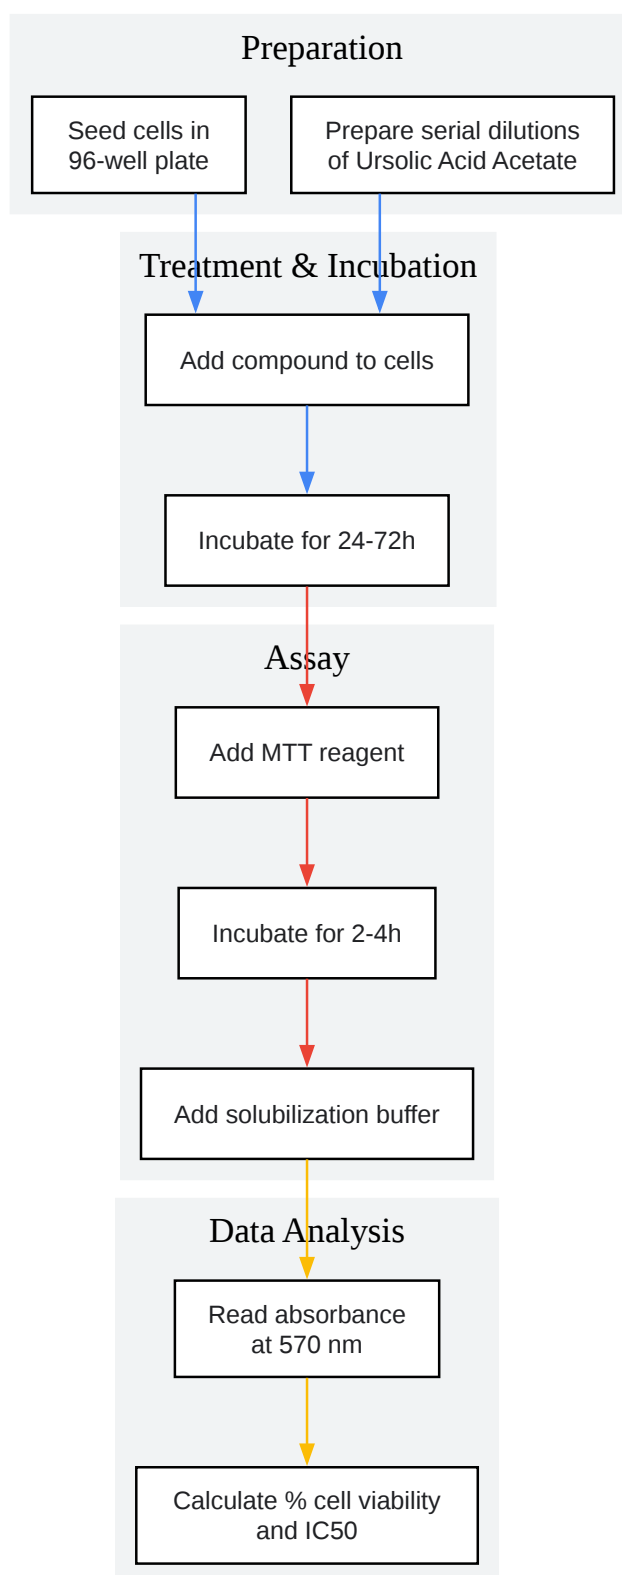 Preparation
Seed cells in
96-well plate
Prepare serial dilutions
of Ursolic Acid Acetate
Treatment & Incubation
Add compound to cells
Incubate for 24-72h
Assay
Add MTT reagent
Incubate for 2-4h
Add solubilization buffer
Data Analysis
Read absorbance
at 570 nm
Calculate % cell viability
and IC50